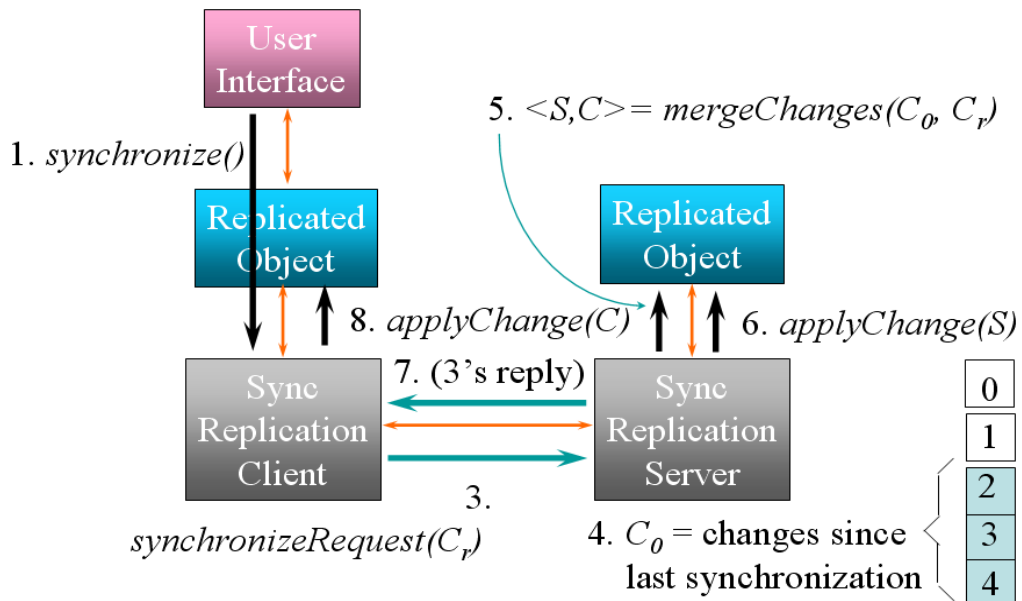 User
Interface
5. <S,C>= mergeChanges(C0, Cr)
1. synchronize()
Replicated
Object
Replicated
Object
8. applyChange(C)
6. applyChange(S)
7. (3's reply)
Sync
Replication
Client
Sync
Replication
Server
3.
synchronizeRequest(Cr)
4. C0 = changes since
last synchronization
0
1
2
3
4